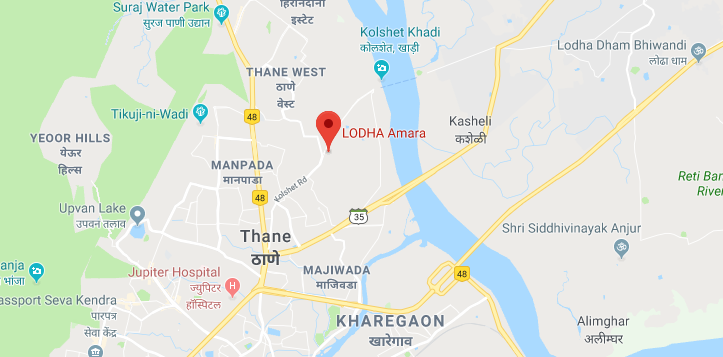 हिरानंदानी
इस्टेट
Suraj Water Park
सुरज पाणी उद्यान
Kolshet Khadi
कोलशेत, खाड़ी
Lodha Dham Bhiwandi
लोढा धाम
THANE WEST
ठाणे
वेस्ट
Tikuji-ni-Wadi
48
LODHA Amara
Kasheli
कशेळी
YEOOR HILLS
येऊर
हिल्स
MANPADA
मानपाडा
Kolshet Rd
48
Reti Ban
River
Upvan Lake
उपवन तलाव
35
Thane
ठाणे
Shri Siddhivinayak Anjur
श्री सिद्धीविनायक अंजुर
anja
भांजा
Jupiter Hospital
ज्युपिटर
हॉस्पिटल
MAJIWADA
माजिवडा
48
assport Seva Kendra
पारपत्र
सेवा केंद्र
KHAREGAON
खारेगाव
Alimghar
अलीमघर